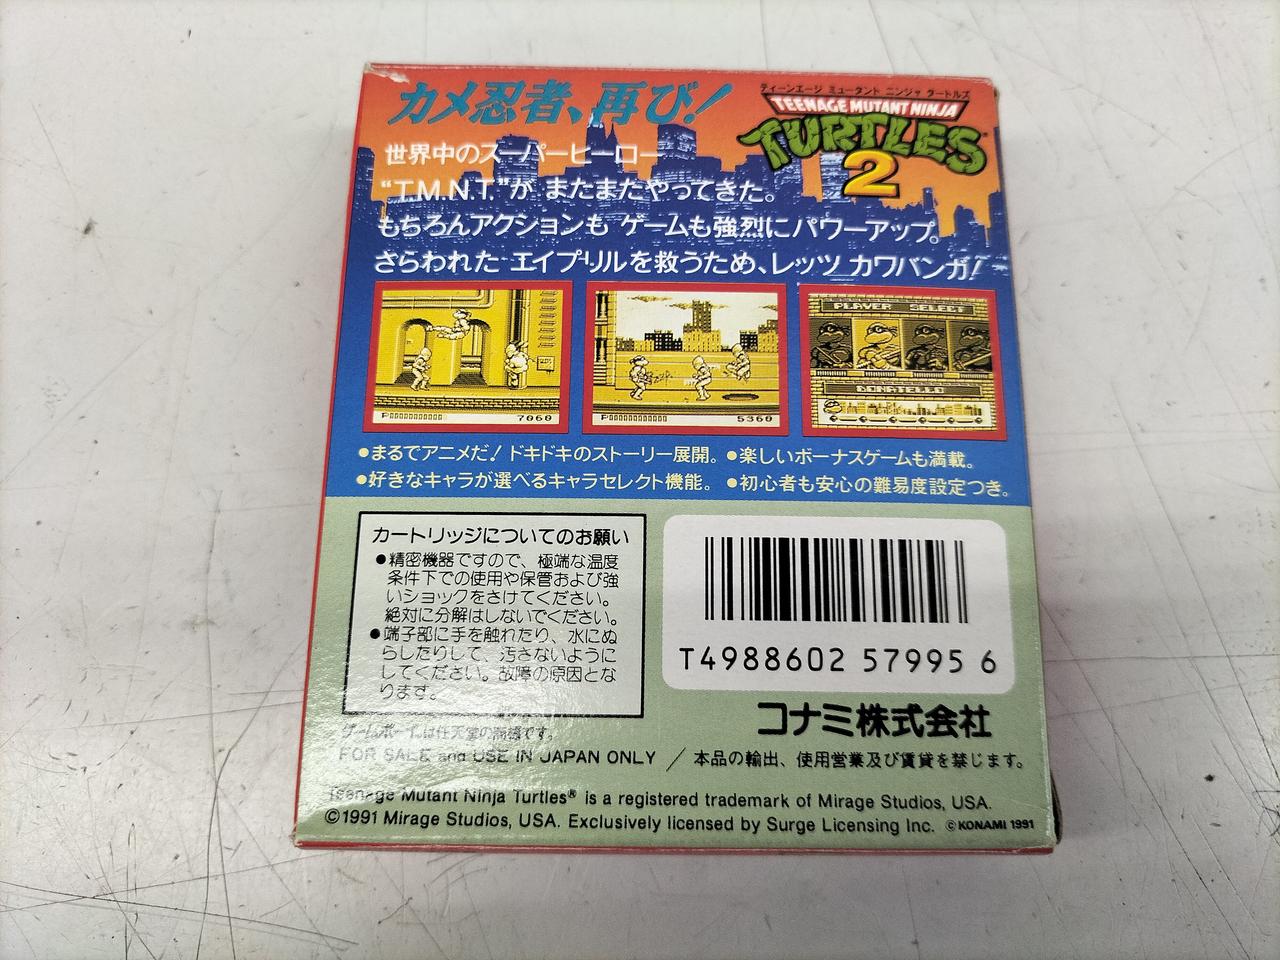 カメ忍者、再び!
ティーンエージ ミュータント ニンジャ タートルズ
TEENAGE MUTANT NINJA
TURTLES
2
世界中のスーパーヒーロー
“T.M.N.T.”が またまたやってきた。
もちろんアクションも ゲームも強烈にパワーアップ。
さらわれた エイプリルを救うため、レッツ カワバンガ!
P
7060
P
5360
PLAYER SELECT
DONATELLO
●まるでアニメだ! ドキドキのストーリー展開。 ●楽しいボーナスゲームも満載。
●好きなキャラが選べるキャラセレクト機能。 ●初心者も安心の難易度設定つき。
カートリッジについてのお願い
●精密機器ですので、極端な温度
条件下での使用や保管および強
いショックをさけてください。
絶対に分解はしないでください。
●端子部に手を触れたり、水にぬ
らしたりして、汚さないように
してください。故障の原因とな
ります。
T4988602 57995 6
コナミ株式会社
ゲームボーイは任天堂の商標です。
FOR SALE and USE IN JAPAN ONLY / 本品の輸出、使用営業及び賃貸を禁じます。
Teenage Mutant Ninja Turtles® is a registered trademark of Mirage Studios, USA.
©1991 Mirage Studios, USA. Exclusively licensed by Surge Licensing Inc. ©KONAMI 1991